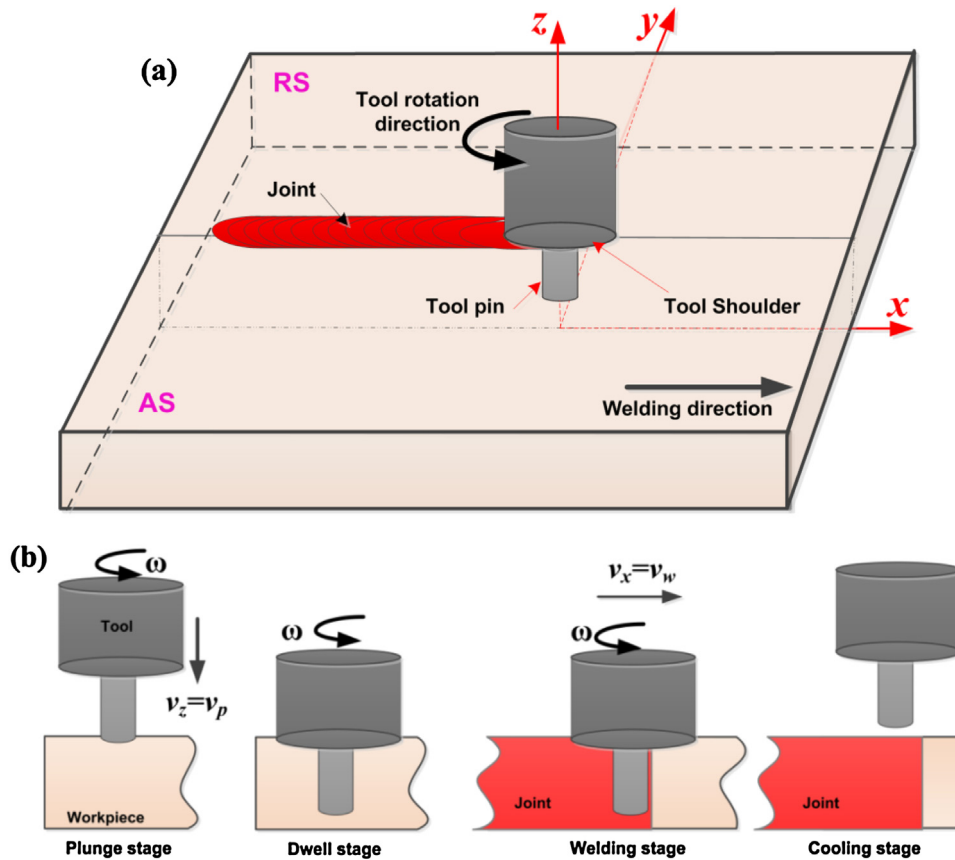 (a)
z
y
RS
Tool rotation
direction
Joint
Tool pin
Tool Shoulder
x
AS
Welding direction
(b)
ω
Tool
v_z=v_p
Workpiece
Plunge stage
ω
Dwell stage
v_x=v_w
ω
Joint
Welding stage
Joint
Cooling stage